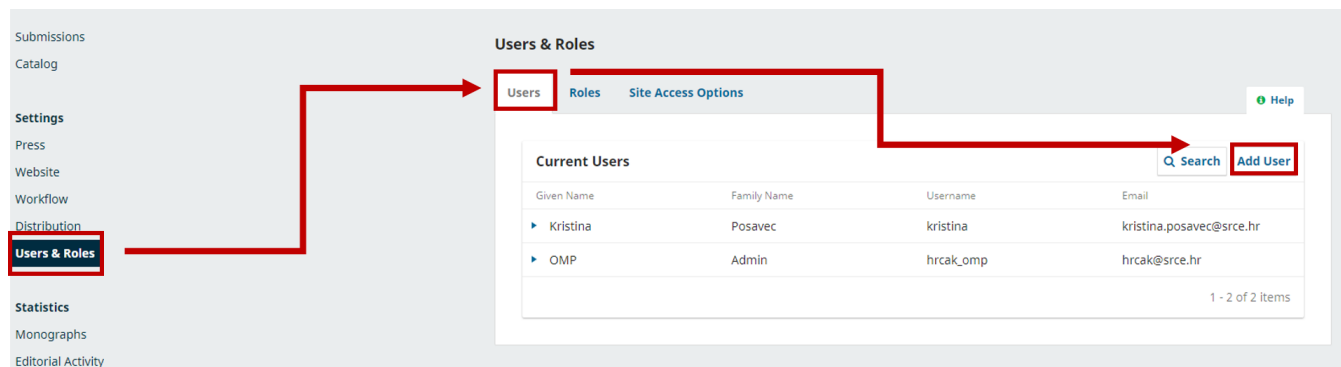 Submissions
Catalog
Settings
Press
Website
Workflow
Distribution
Users & Roles
Statistics
Monographs
Editorial Activity
Users & Roles
Users Roles Site Access Options
Help
Current Users Search Add User
Given Name Family Name Username Email
Kristina Posavec kristina kristina.posavec@srce.hr
OMP Admin hrcak_omp hrcak@srce.hr
1 - 2 of 2 items